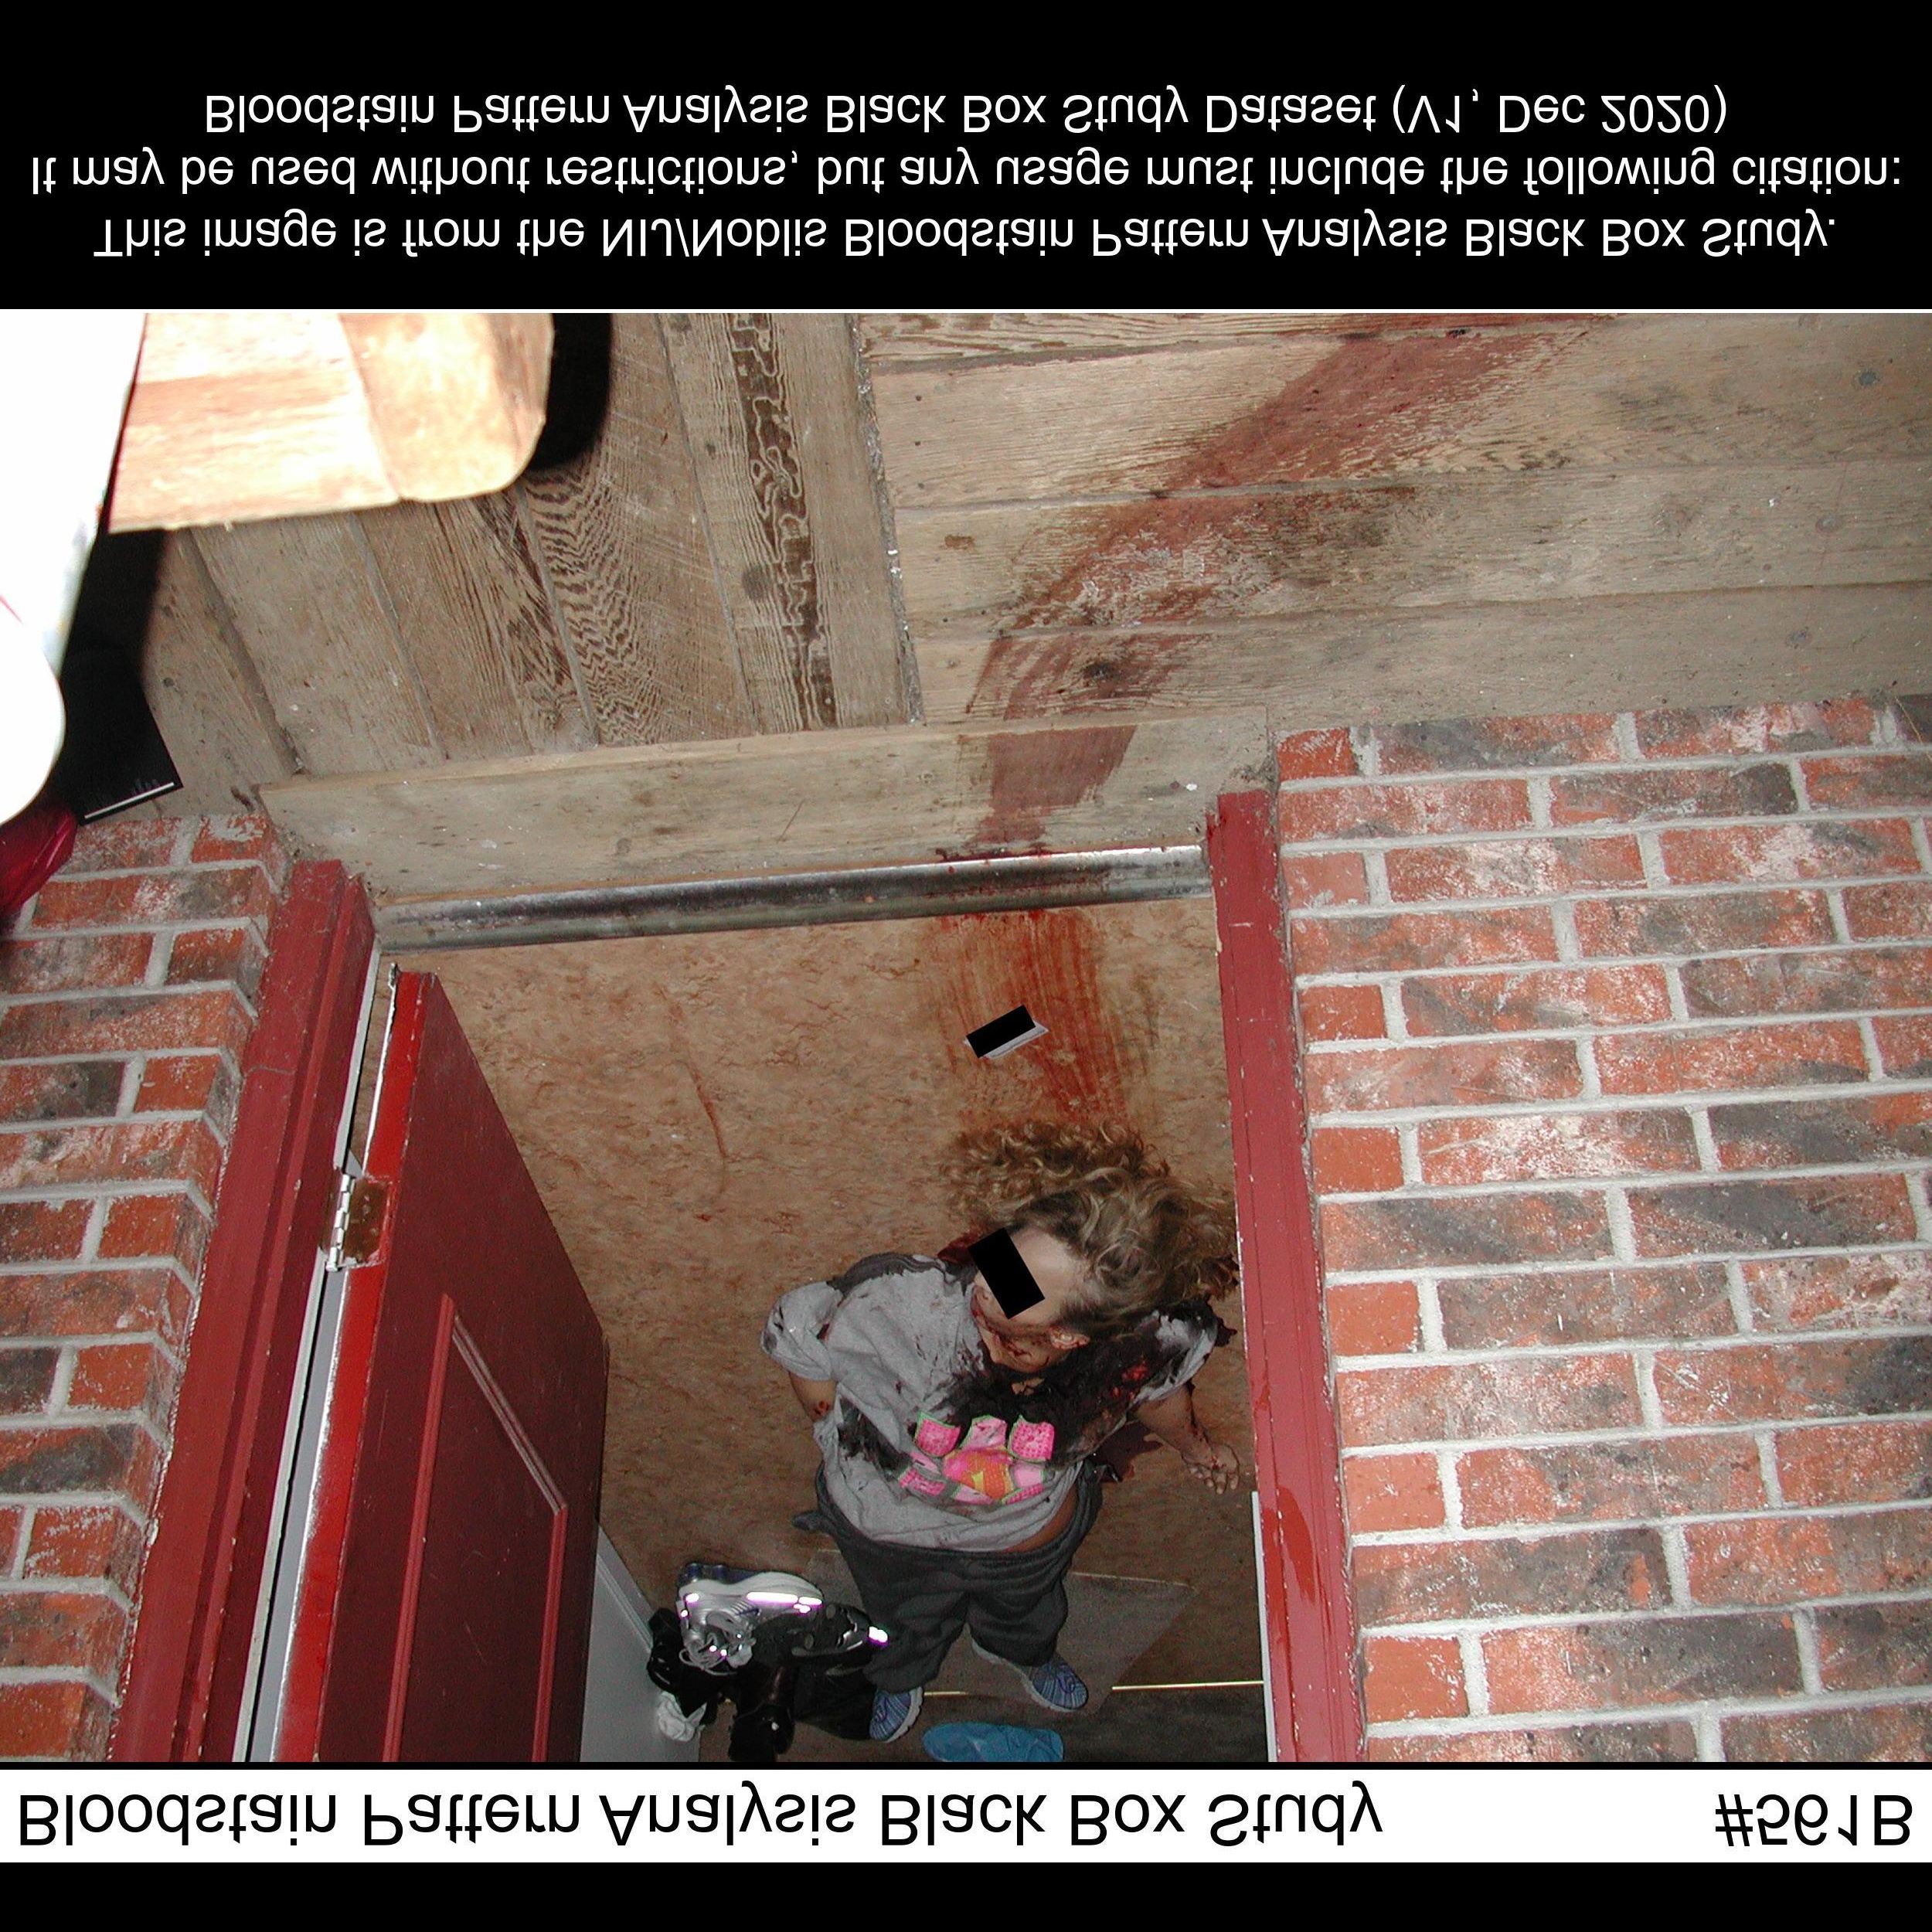 Bloodstain Pattern Analysis Black Box Study #561B
This image is from the NIJ/Noblis Bloodstain Pattern Analysis Black Box Study.
It may be used without restrictions, but any usage must include the following citation:
Bloodstain Pattern Analysis Black Box Study Dataset (V1, Dec 2020)